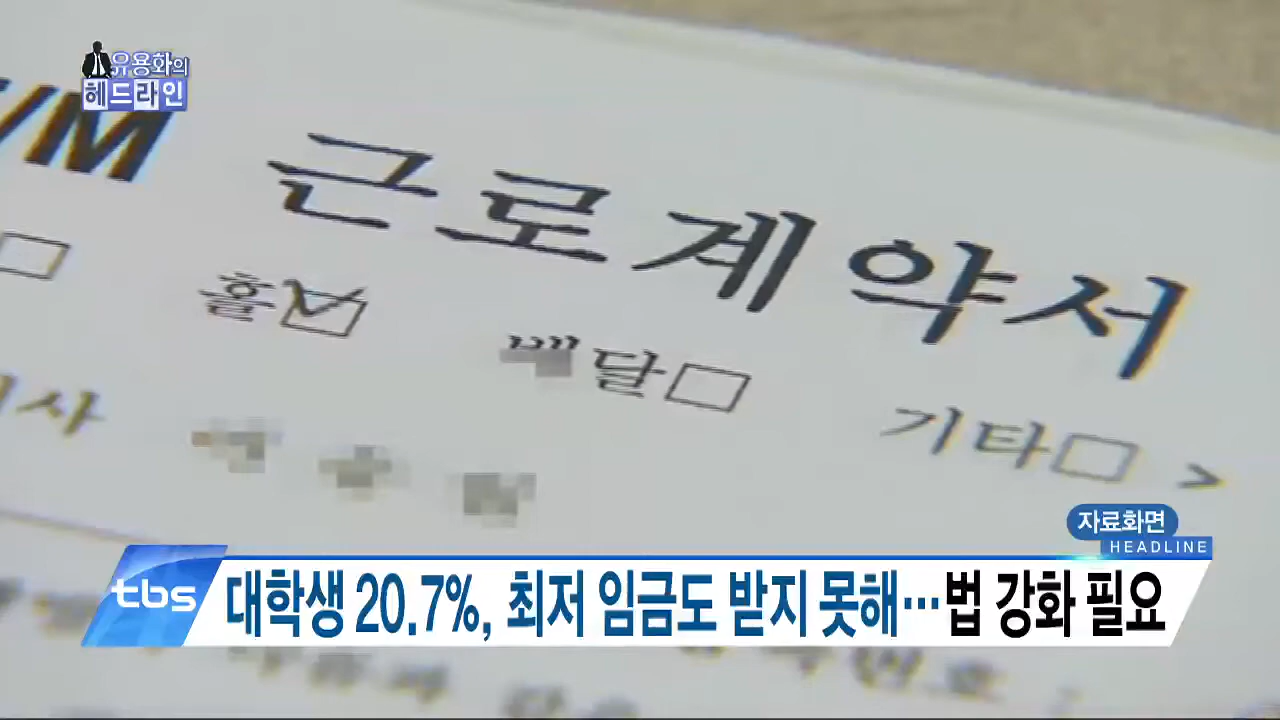 유용화의
헤드라인
/M 근로계약서
홀 배달 기타 >
자료화면
HEADLINE
tbs 대학생 20.7%, 최저 임금도 받지 못해…법 강화 필요